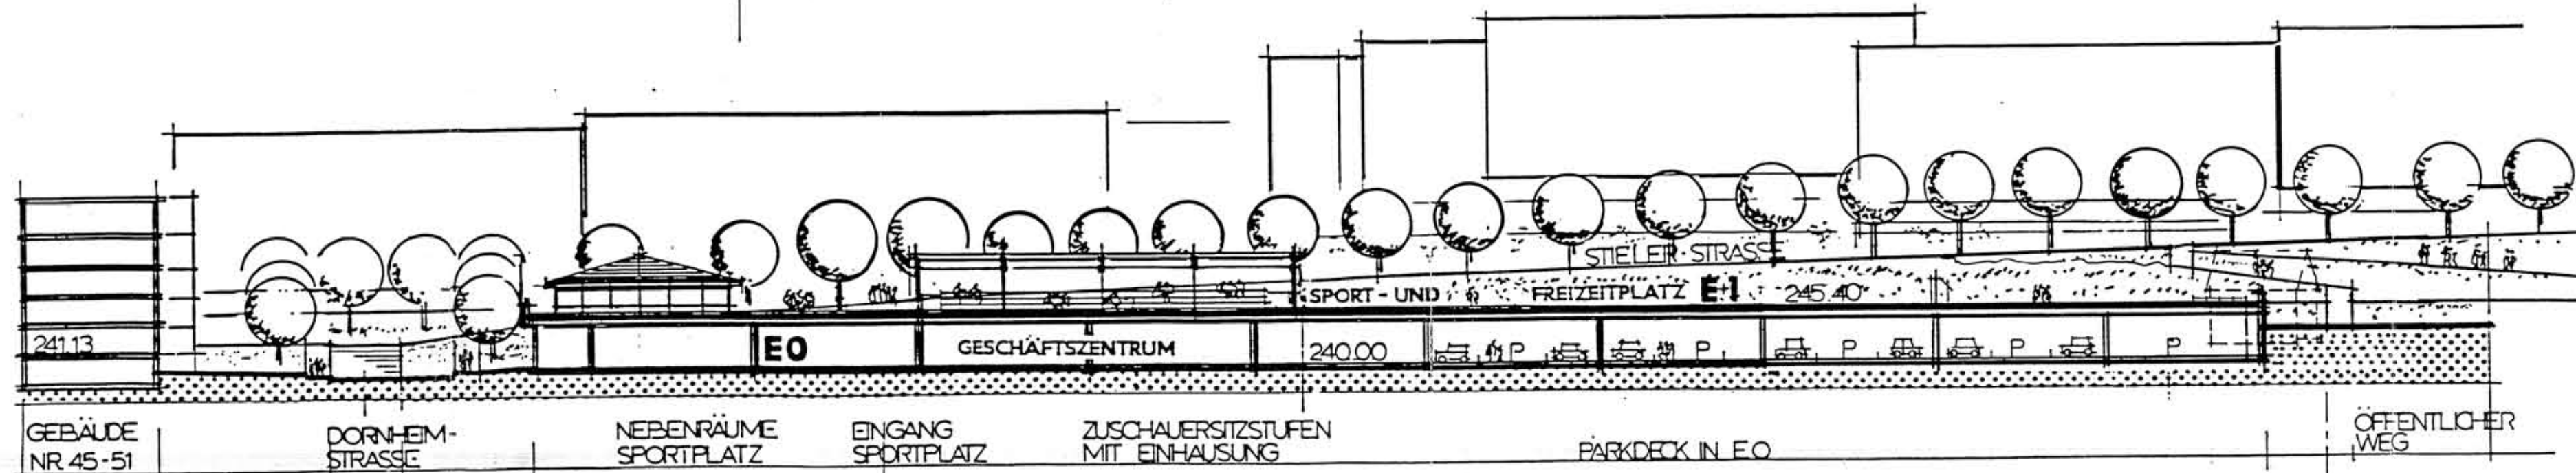 STIELER-STRASSE
SPORT- UND FREIZEITPLATZ E+1 245.40
241.13
E0
GESCHÄFTSZENTRUM
240.00
P P P P P
GEBÄUDE
NR. 45-51
DORNHEIM-
STRASSE
NEBENRÄUME
SPORTPLATZ
EINGANG
SPORTPLATZ
ZUSCHAUERSITZSTUFEN
MIT EINHAUSUNG
PARKDECK IN E.O
ÖFFENTLICHER
WEG